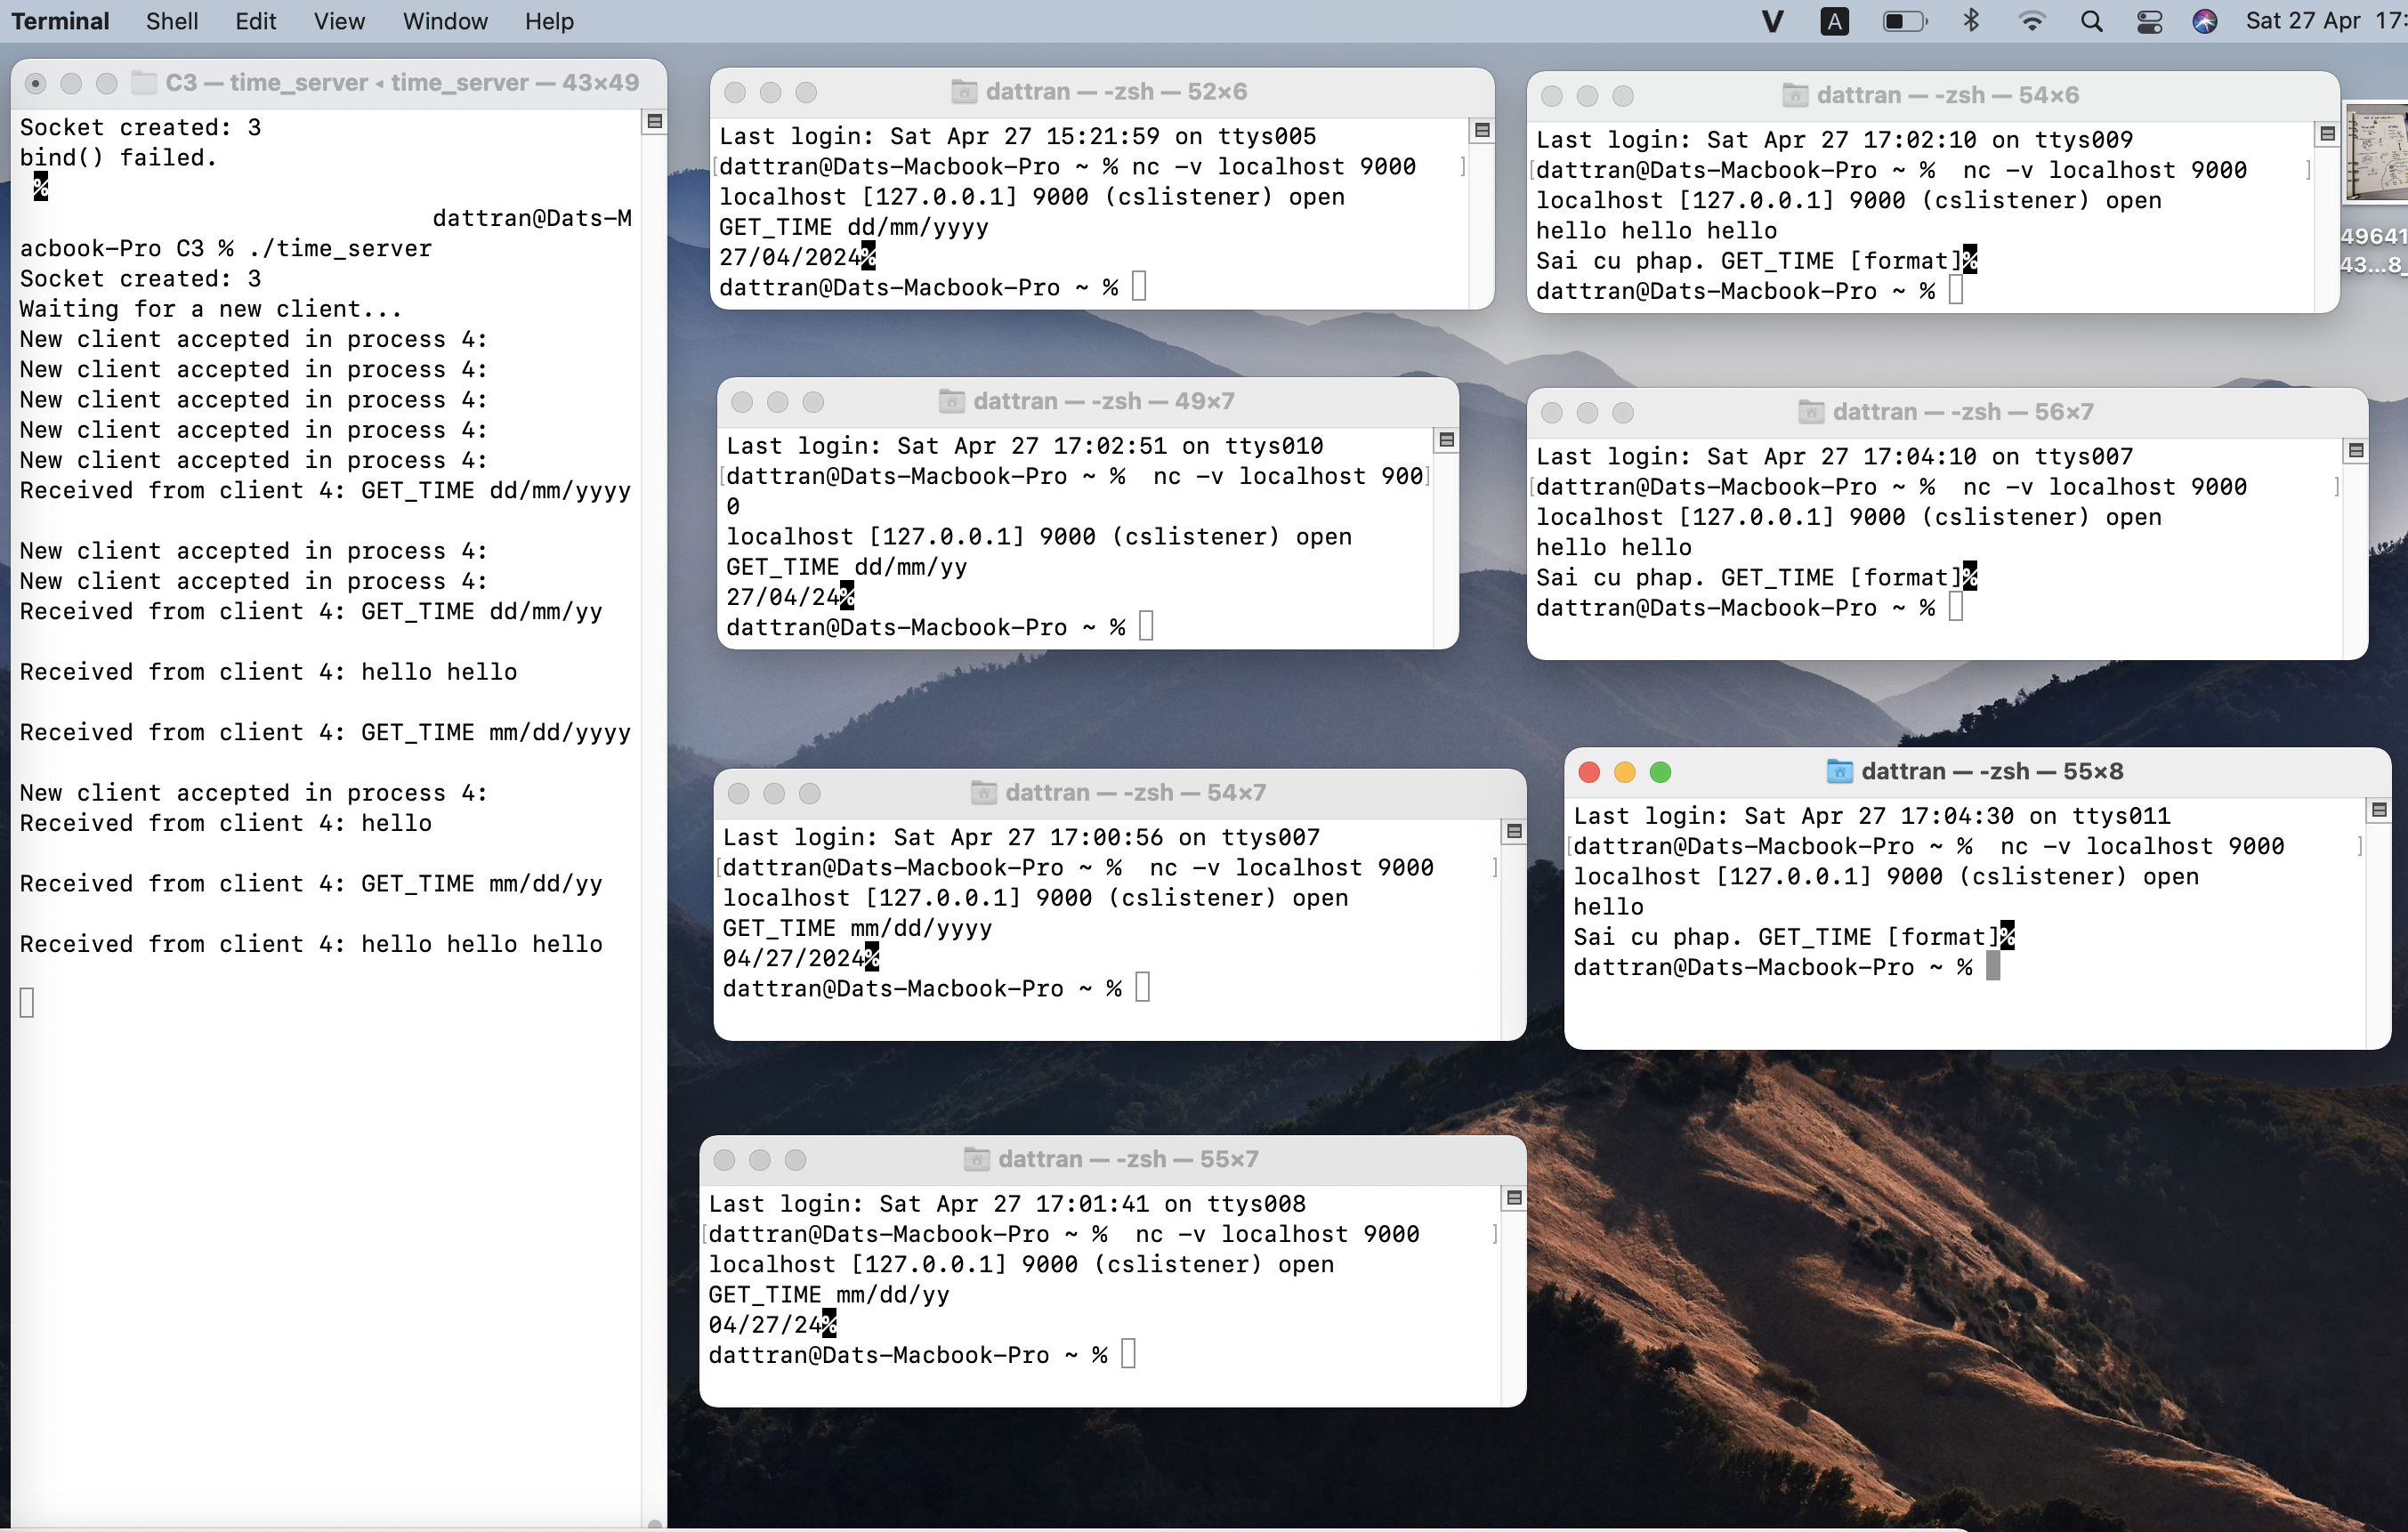 Terminal Shell Edit View Window Help A Sat 27 Apr 17:
C3 — time_server ◂ time_server — 43×49
Socket created: 3
bind() failed.
%
dattran@Dats-M
acbook-Pro C3 % ./time_server
Socket created: 3
Waiting for a new client...
New client accepted in process 4:
New client accepted in process 4:
New client accepted in process 4:
New client accepted in process 4:
New client accepted in process 4:
Received from client 4: GET_TIME dd/mm/yyyy
New client accepted in process 4:
New client accepted in process 4:
Received from client 4: GET_TIME dd/mm/yy
Received from client 4: hello hello
Received from client 4: GET_TIME mm/dd/yyyy
New client accepted in process 4:
Received from client 4: hello
Received from client 4: GET_TIME mm/dd/yy
Received from client 4: hello hello hello
dattran — -zsh — 52×6
Last login: Sat Apr 27 15:21:59 on ttys005
[dattran@Dats-Macbook-Pro ~ % nc -v localhost 9000 ]
localhost [127.0.0.1] 9000 (cslistener) open
GET_TIME dd/mm/yyyy
27/04/2024%
dattran@Dats-Macbook-Pro ~ %
dattran — -zsh — 49×7
Last login: Sat Apr 27 17:02:51 on ttys010
[dattran@Dats-Macbook-Pro ~ %  nc -v localhost 900]
0
localhost [127.0.0.1] 9000 (cslistener) open
GET_TIME dd/mm/yy
27/04/24%
dattran@Dats-Macbook-Pro ~ %
dattran — -zsh — 54×7
Last login: Sat Apr 27 17:00:56 on ttys007
[dattran@Dats-Macbook-Pro ~ %  nc -v localhost 9000 ]
localhost [127.0.0.1] 9000 (cslistener) open
GET_TIME mm/dd/yyyy
04/27/2024%
dattran@Dats-Macbook-Pro ~ %
dattran — -zsh — 55×7
Last login: Sat Apr 27 17:01:41 on ttys008
[dattran@Dats-Macbook-Pro ~ %  nc -v localhost 9000 ]
localhost [127.0.0.1] 9000 (cslistener) open
GET_TIME mm/dd/yy
04/27/24%
dattran@Dats-Macbook-Pro ~ %
dattran — -zsh — 54×6
Last login: Sat Apr 27 17:02:10 on ttys009
[dattran@Dats-Macbook-Pro ~ %  nc -v localhost 9000 ]
localhost [127.0.0.1] 9000 (cslistener) open
hello hello hello
Sai cu phap. GET_TIME [format]%
dattran@Dats-Macbook-Pro ~ %
dattran — -zsh — 56×7
Last login: Sat Apr 27 17:04:10 on ttys007
[dattran@Dats-Macbook-Pro ~ %  nc -v localhost 9000 ]
localhost [127.0.0.1] 9000 (cslistener) open
hello hello
Sai cu phap. GET_TIME [format]%
dattran@Dats-Macbook-Pro ~ %
dattran — -zsh — 55×8
Last login: Sat Apr 27 17:04:30 on ttys011
[dattran@Dats-Macbook-Pro ~ %  nc -v localhost 9000 ]
localhost [127.0.0.1] 9000 (cslistener) open
hello
Sai cu phap. GET_TIME [format]%
dattran@Dats-Macbook-Pro ~ %
49641
43...8_